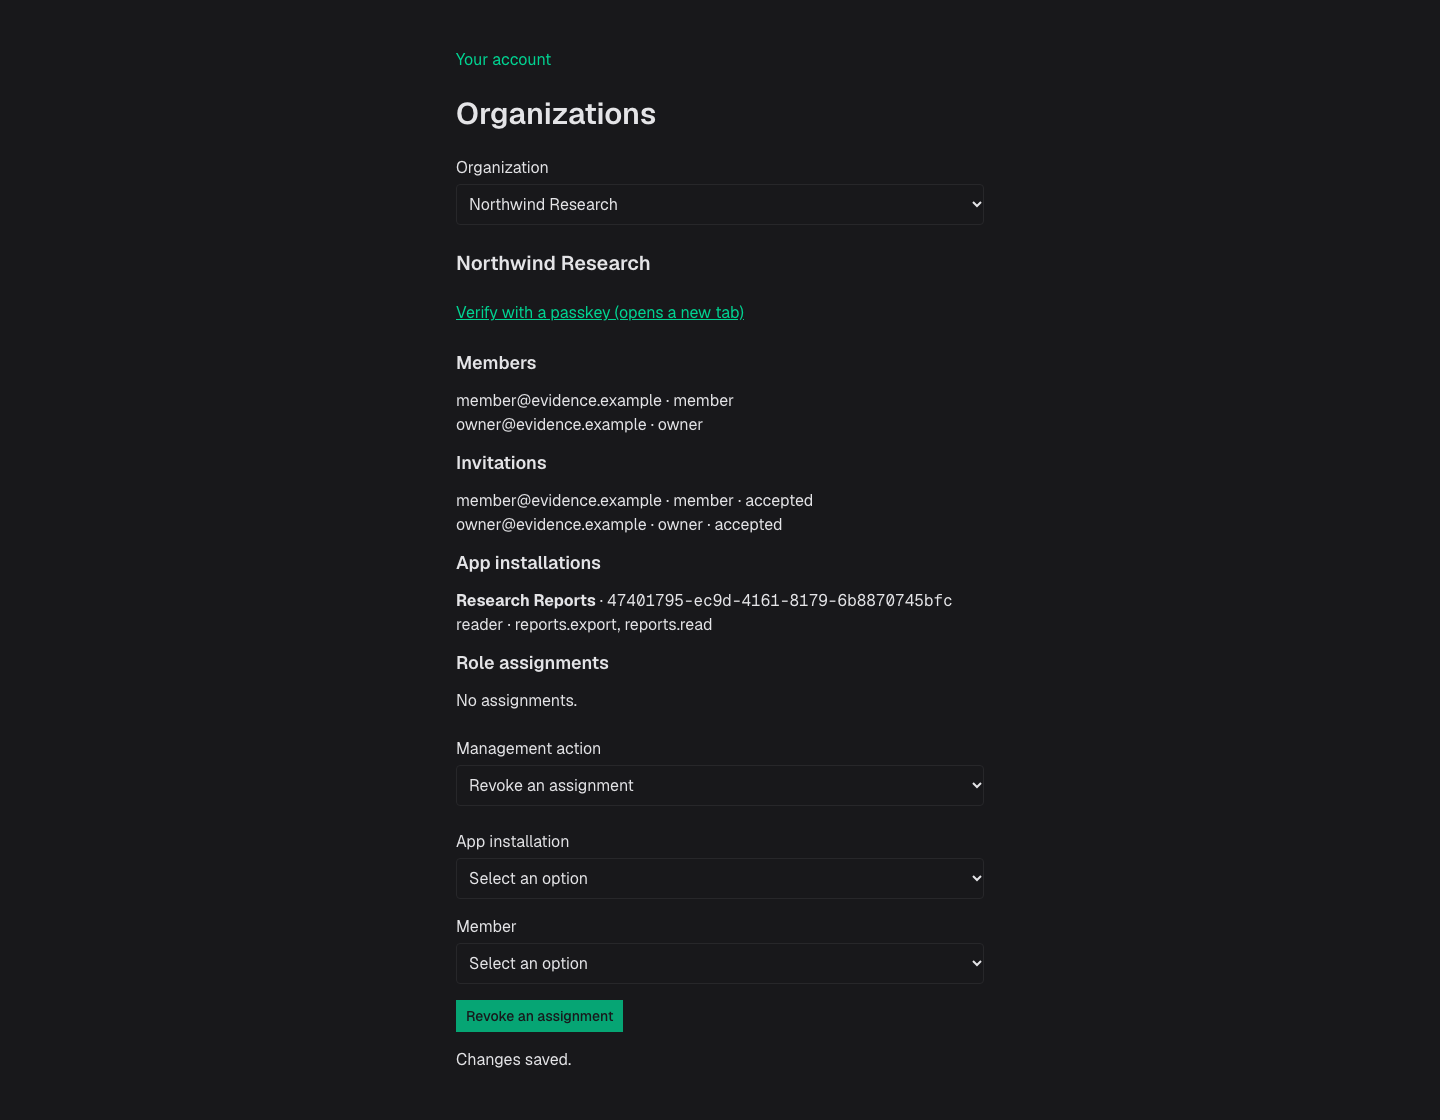 Your account
Organizations
Organization
Northwind Research
Northwind Research
Verify with a passkey (opens a new tab)
Members
member@evidence.example · member
owner@evidence.example · owner
Invitations
member@evidence.example · member · accepted
owner@evidence.example · owner · accepted
App installations
Research Reports · 47401795-ec9d-4161-8179-6b8870745bfc
reader · reports.export, reports.read
Role assignments
No assignments.
Management action
Revoke an assignment
App installation
Select an option
Member
Select an option
Revoke an assignment
Changes saved.